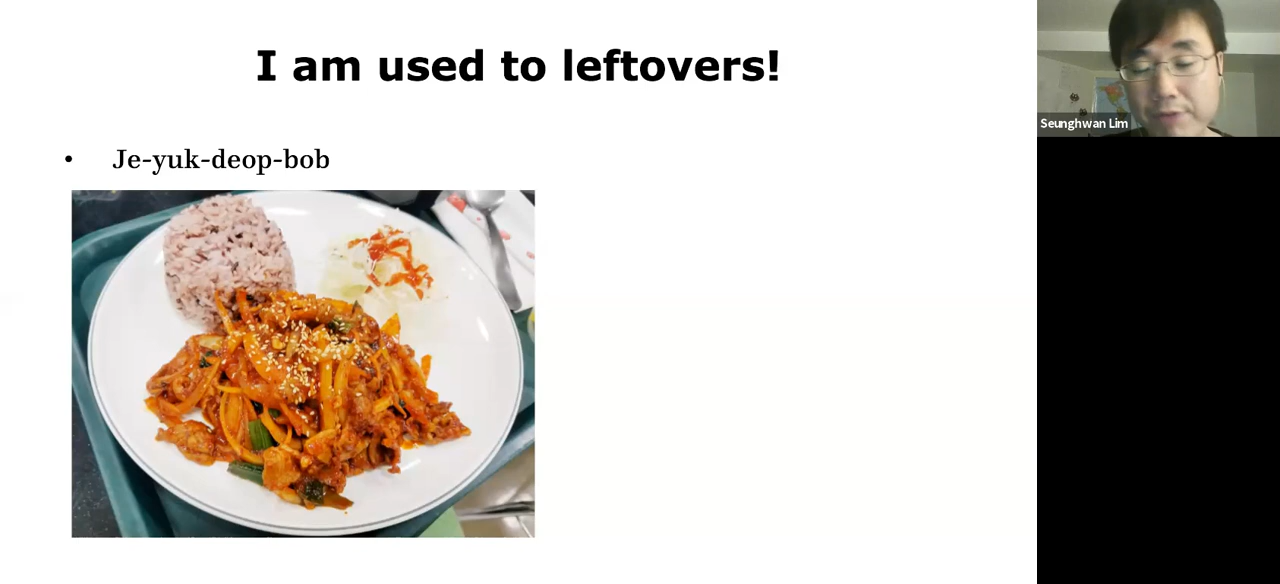 I am used to leftovers!
• Je-yuk-deop-bob
Seunghwan Lim